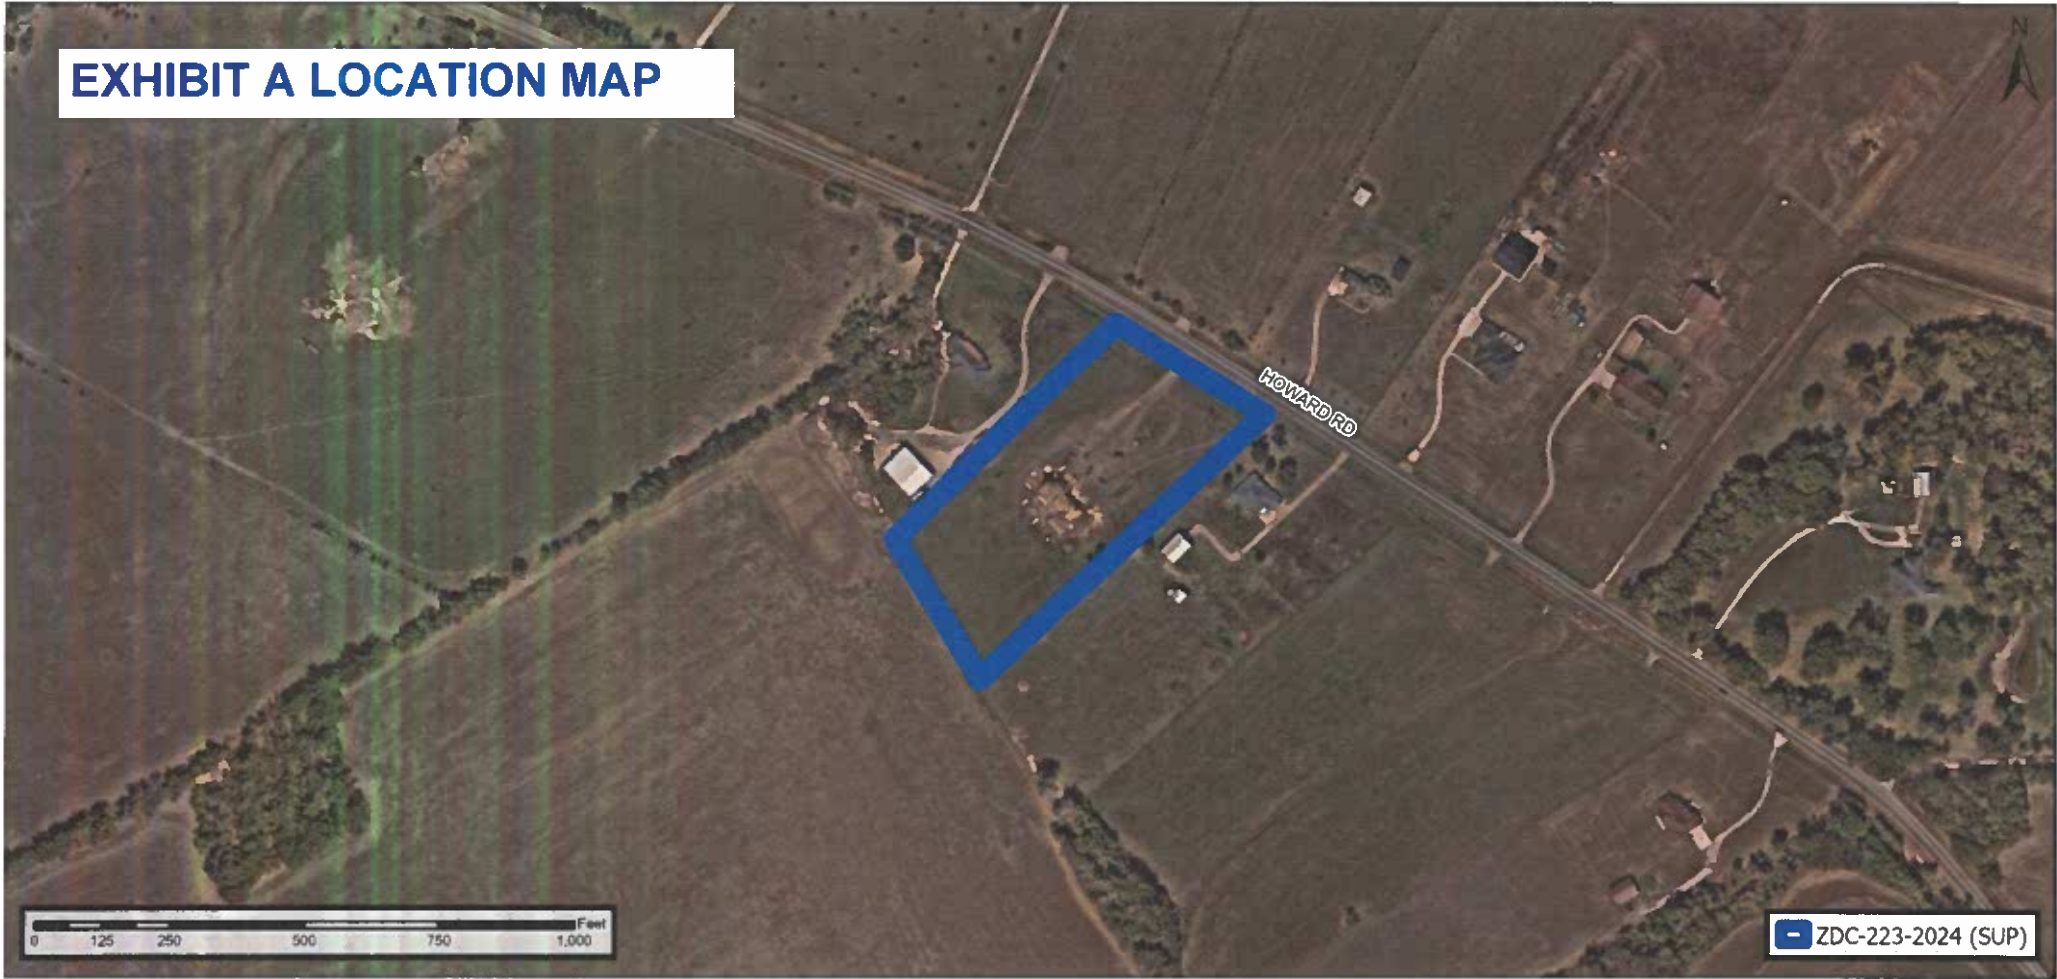 EXHIBIT A LOCATION MAP
N
HOWARD RD
Feet
0 125 250 500 750 1,000
ZDC-223-2024 (SUP)